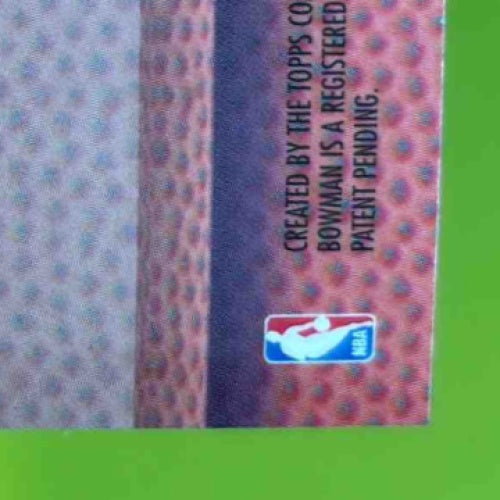 CREATED BY THE TOPPS CO
BOWMAN IS A REGISTERED
PATENT PENDING.
NBA